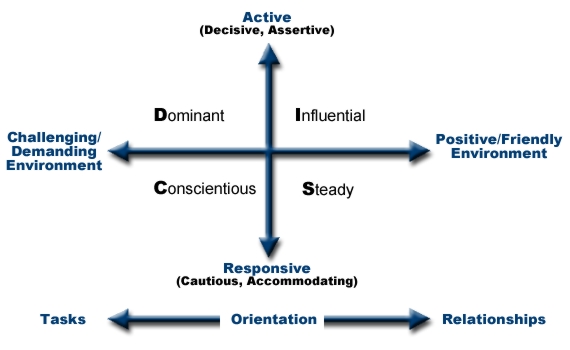 Active
(Decisive, Assertive)
Dominant
Influential
Challenging/
Demanding
Environment
Positive/Friendly
Environment
Conscientious
Steady
Responsive
(Cautious, Accommodating)
Tasks
Orientation
Relationships